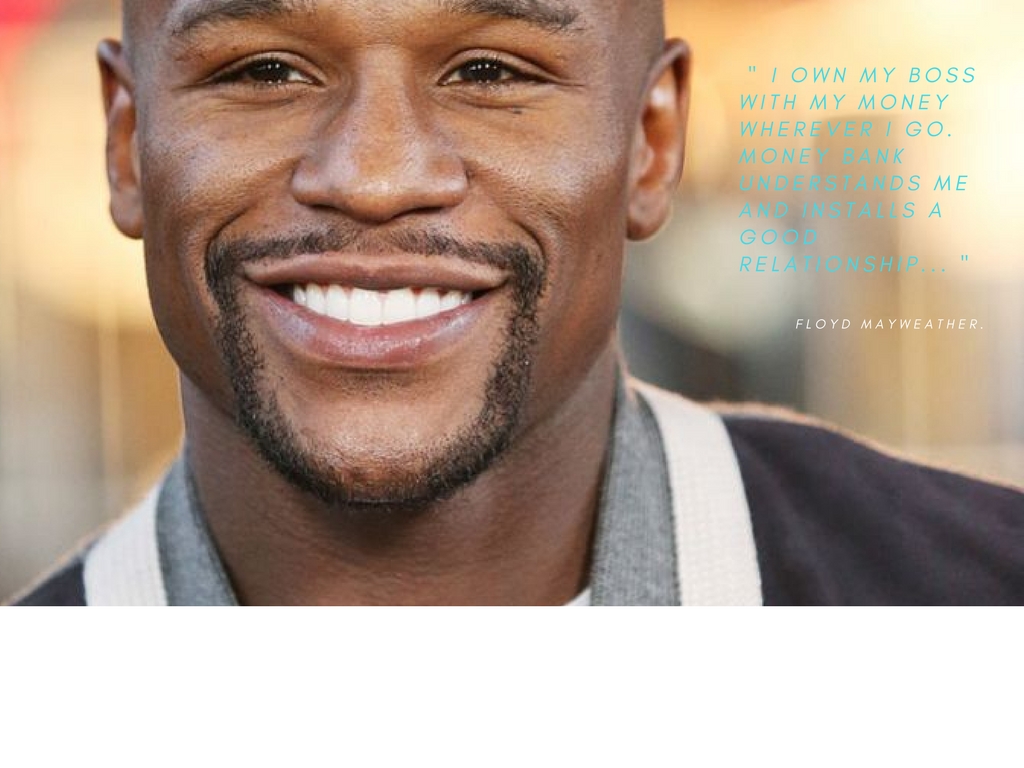 " I OWN MY BOSS
WITH MY MONEY
WHEREVER I GO.
MONEY BANK
UNDERSTANDS ME
AND INSTALLS A
GOOD
RELATIONSHIP... "
FLOYD MAYWEATHER.